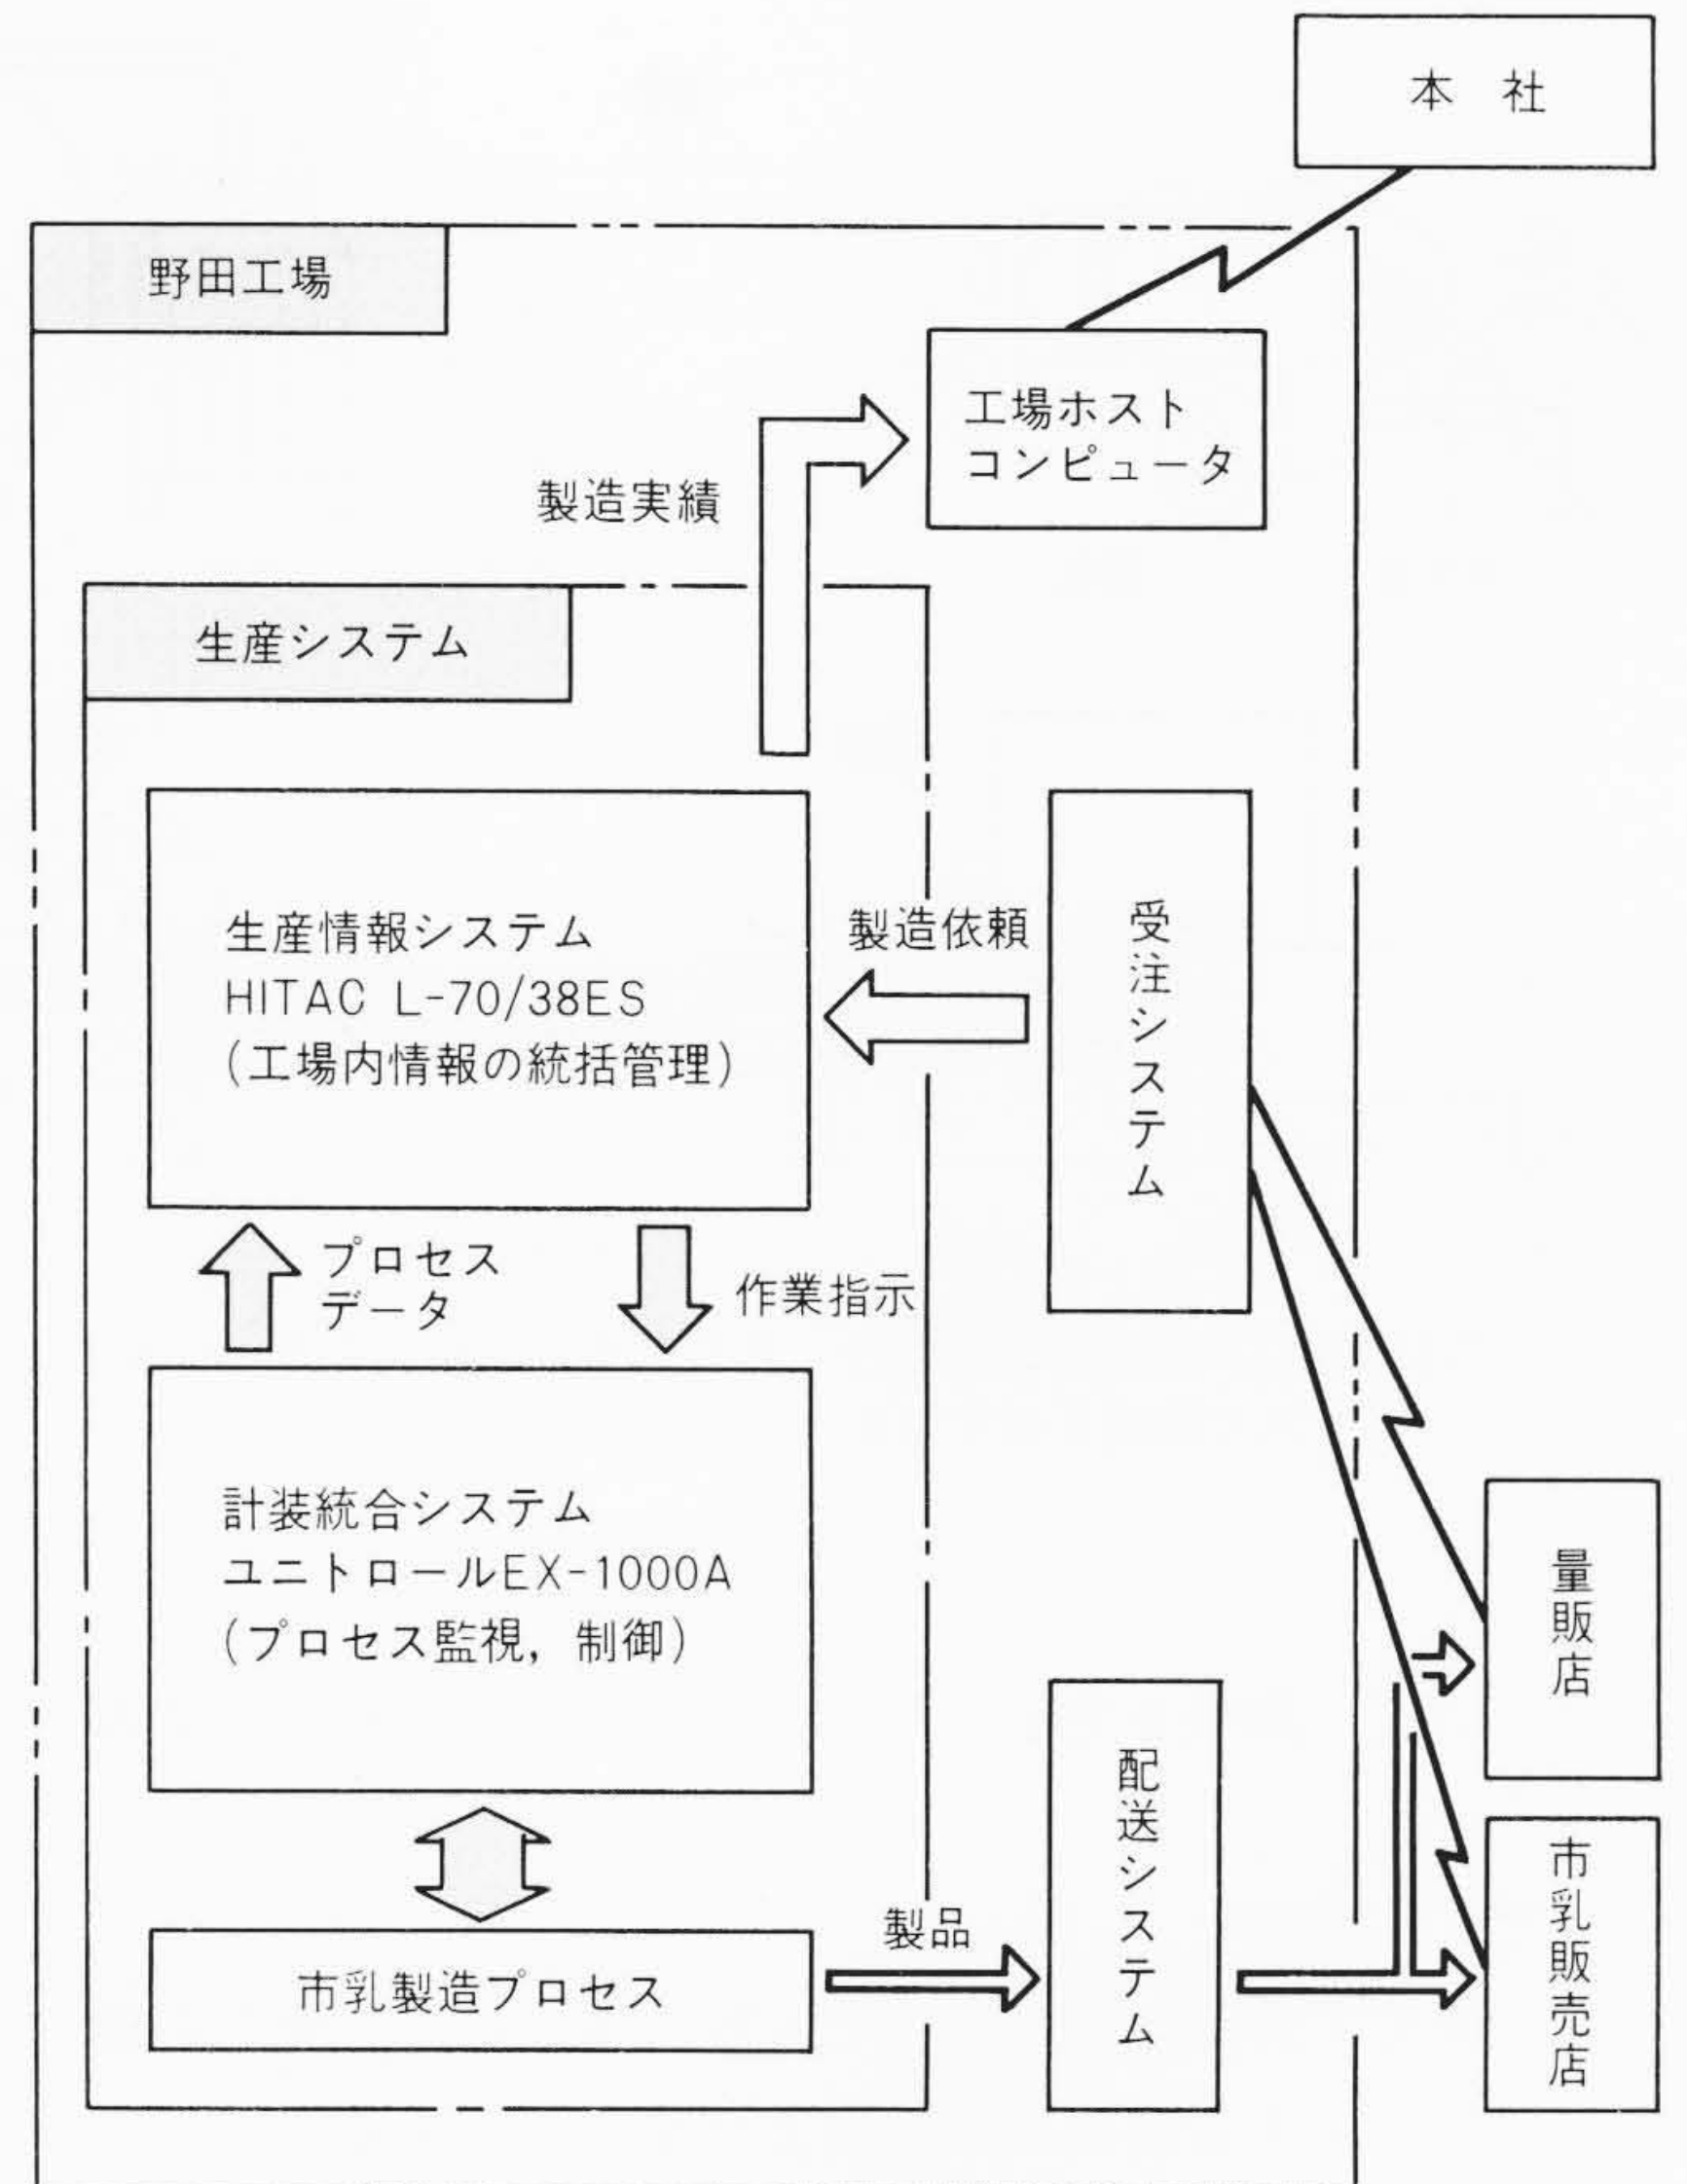 本社
野田工場
工場ホスト
コンピュータ
製造実績
生産システム
生産情報システム
HITAC L-70/38ES
(工場内情報の統括管理)
製造依頼
受注システム
プロセス
データ
作業指示
計装統合システム
ユニトロールEX-1000A
(プロセス監視, 制御)
量販店
配送システム
市乳販売店
製品
市乳製造プロセス